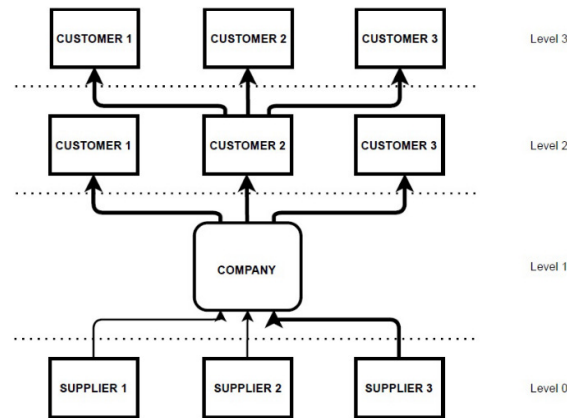 CUSTOMER 1 CUSTOMER 2 CUSTOMER 3 Level 3
CUSTOMER 1 CUSTOMER 2 CUSTOMER 3 Level 2
COMPANY Level 1
SUPPLIER 1 SUPPLIER 2 SUPPLIER 3 Level 0